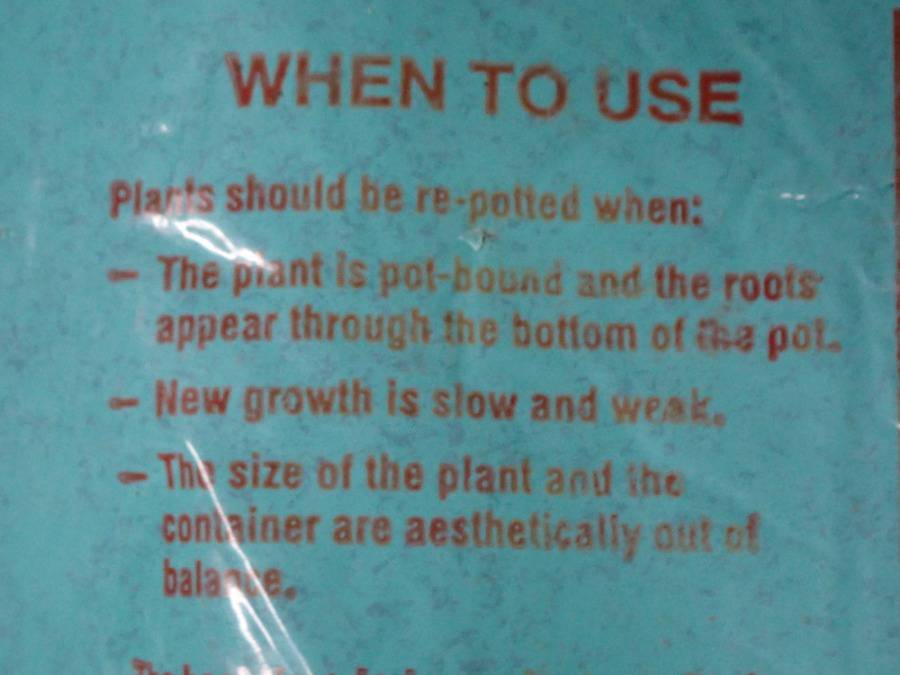 WHEN TO USE
Plants should be re-potted when:
– The plant is pot-bound and the roots
appear through the bottom of the pot.
– New growth is slow and weak.
– The size of the plant and the
container are aesthetically out of
balance.